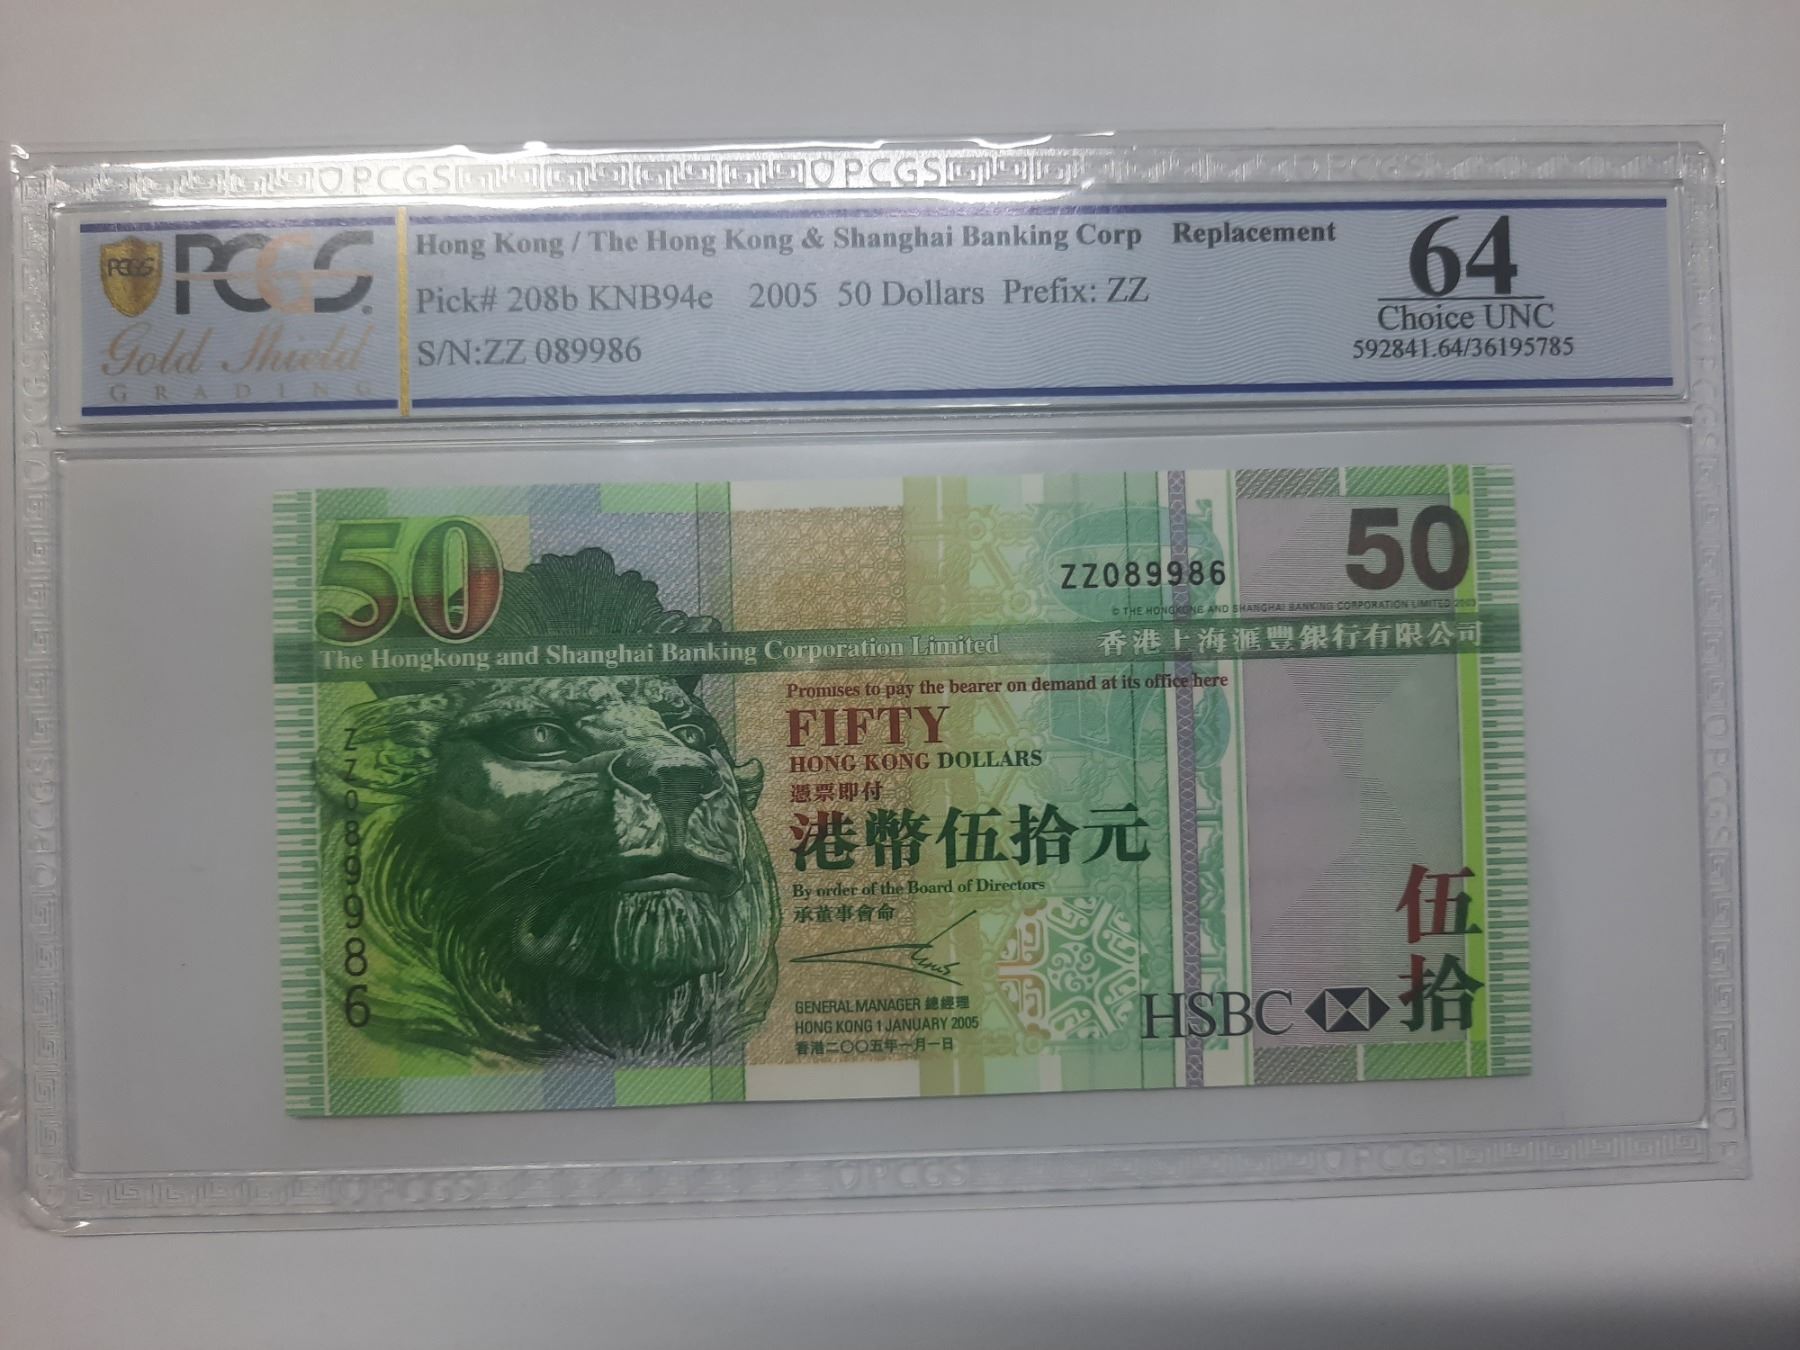 PCGS PCGS PCGS
PCGS
PCGS
Gold Shield
GRADING
Hong Kong / The Hong Kong & Shanghai Banking Corp Replacement
Pick# 208b KNB94e 2005 50 Dollars Prefix: ZZ
S/N:ZZ 089986
64
Choice UNC
592841.64/36195785
50
ZZ089986
50
© THE HONGKONG AND SHANGHAI BANKING CORPORATION LIMITED 2003
The Hongkong and Shanghai Banking Corporation Limited
香港上海滙豐銀行有限公司
Promises to pay the bearer on demand at its office here
FIFTY
HONG KONG DOLLARS
憑票即付
港幣伍拾元
By order of the Board of Directors
承董事會命
GENERAL MANAGER 總經理
HONG KONG 1 JANUARY 2005
香港二〇〇五年一月一日
ZZ089986
HSBC
伍拾
PCGS PCGS PCGS